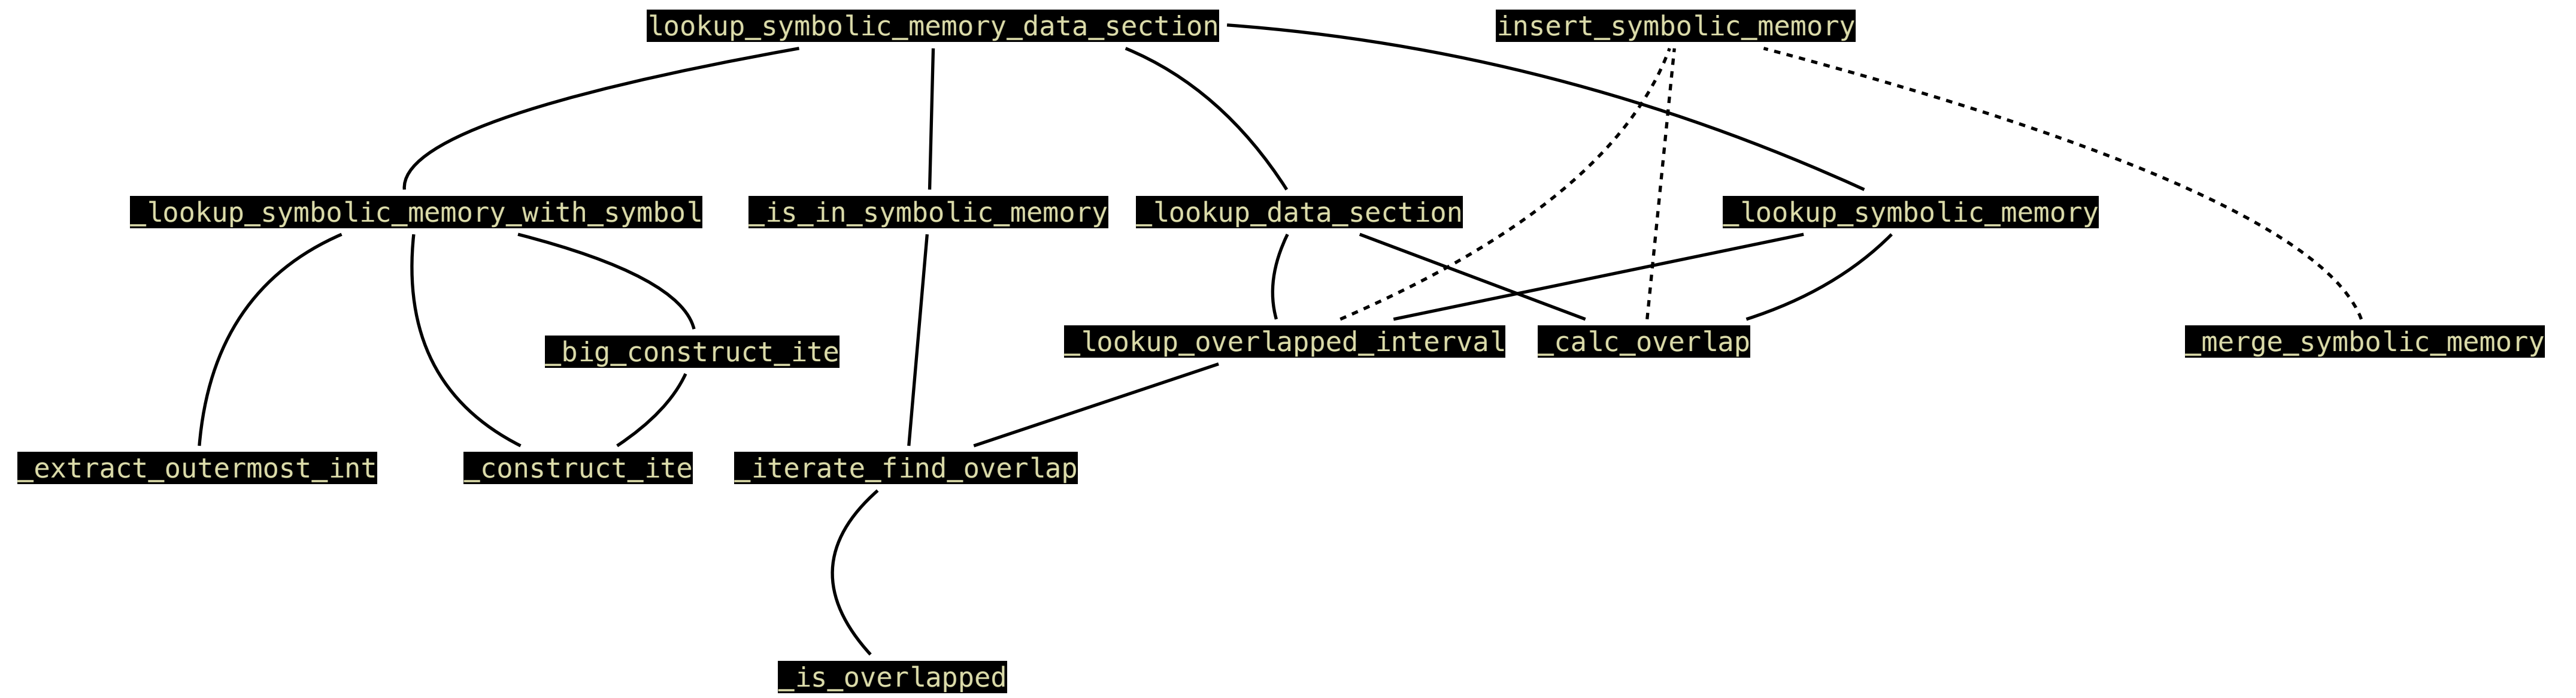 lookup_symbolic_memory_data_section
insert_symbolic_memory
_lookup_symbolic_memory_with_symbol
_is_in_symbolic_memory
_lookup_data_section
_lookup_symbolic_memory
_big_construct_ite
_lookup_overlapped_interval
_calc_overlap
_merge_symbolic_memory
_extract_outermost_int
_construct_ite
_iterate_find_overlap
_is_overlapped